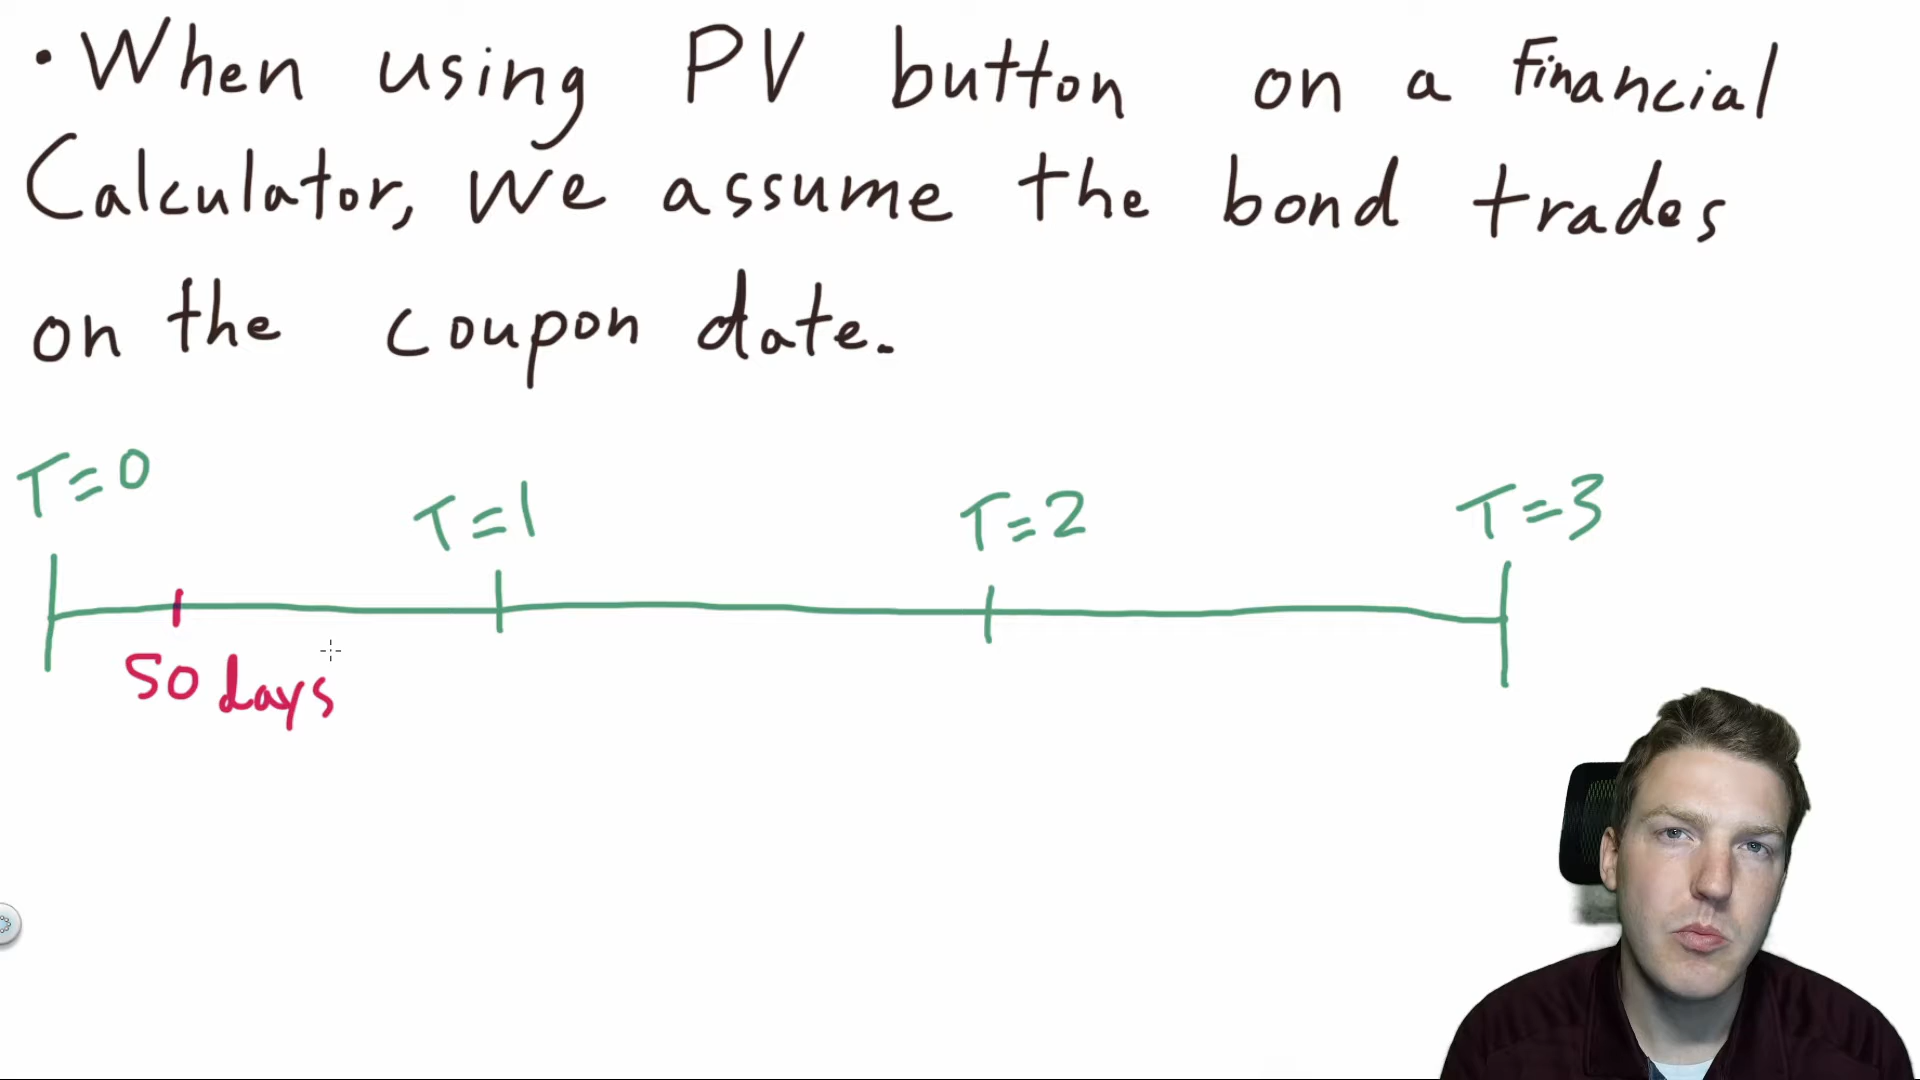 • When using PV button on a Financial
Calculator, we assume the bond trades
on the coupon date.
T=0 T=1 T=2 T=3
50 days